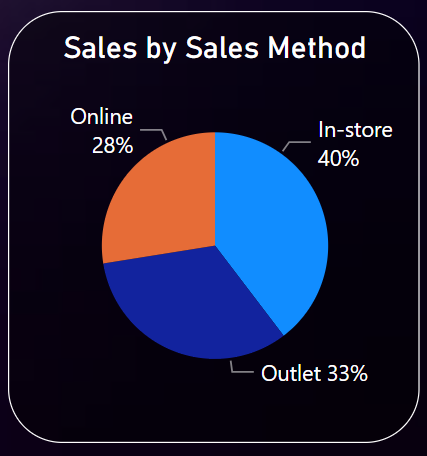 Sales by Sales Method
Online
28%
In-store
40%
Outlet 33%